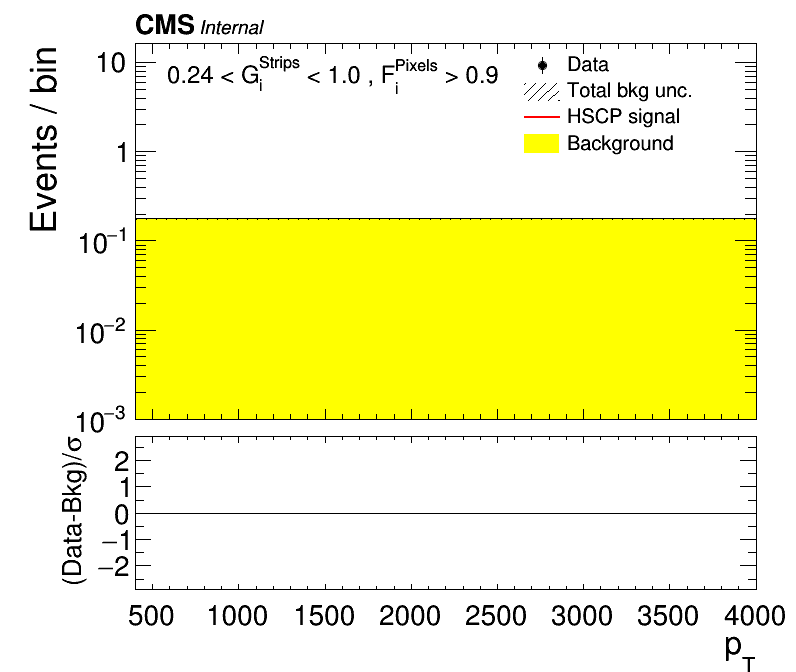 CMS Internal
Events / bin
0.24 < G_i^Strips < 1.0 , F_i^Pixels > 0.9
Data
Total bkg unc.
HSCP signal
Background
10
1
10^−1
10^−2
10^−3
(Data-Bkg)/σ
2
1
0
−1
−2
500 1000 1500 2000 2500 3000 3500 4000
p_T